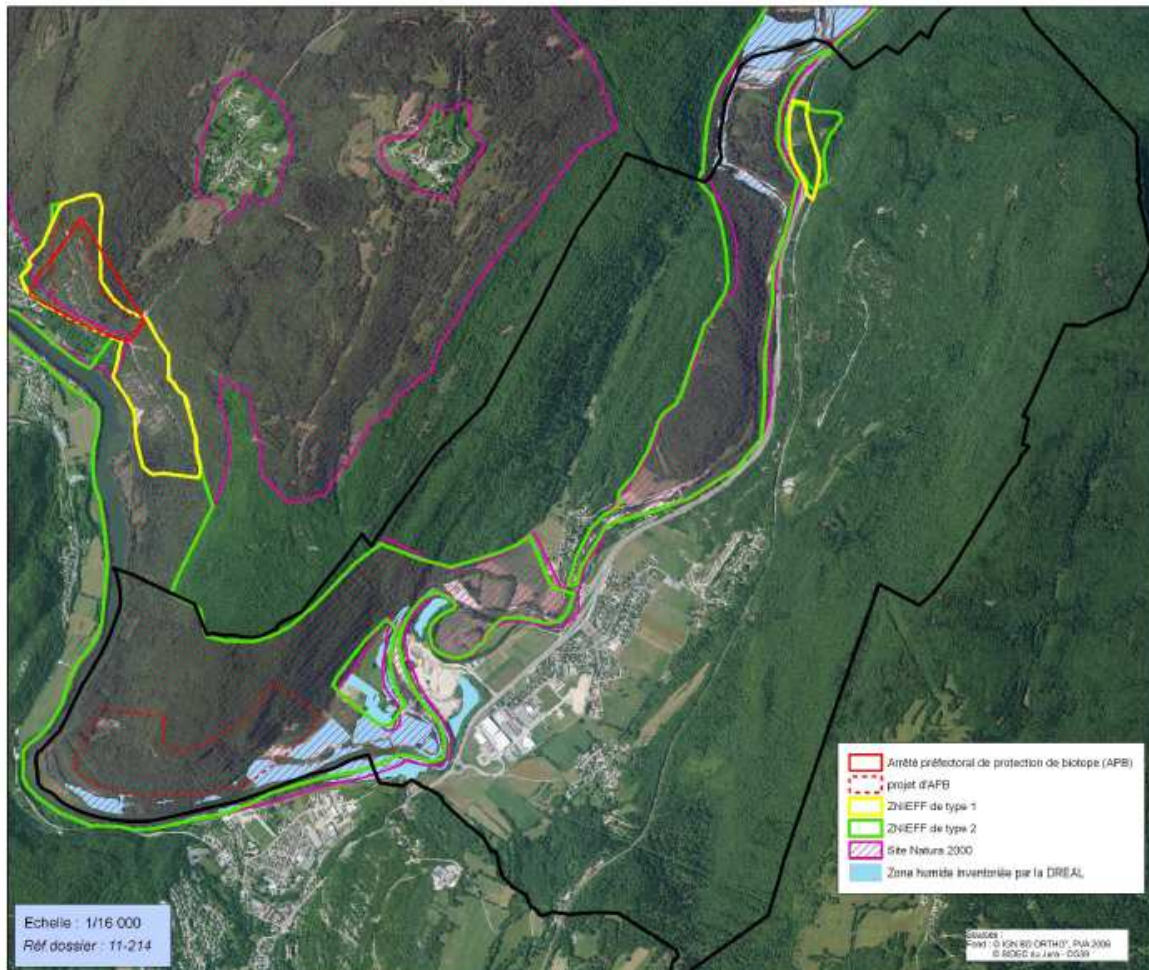 Arrêté préfectoral de protection de biotope (APB)
projet d'APB
ZNIEFF de type 1
ZNIEFF de type 2
Site Natura 2000
Zone humide inventoriée par la DREAL
Echelle : 1/16 000
Réf dossier : 11-214
Sources :
Fond : © IGN BD ORTHO®, PVA 2006
© SIDEC du Jura - CG39